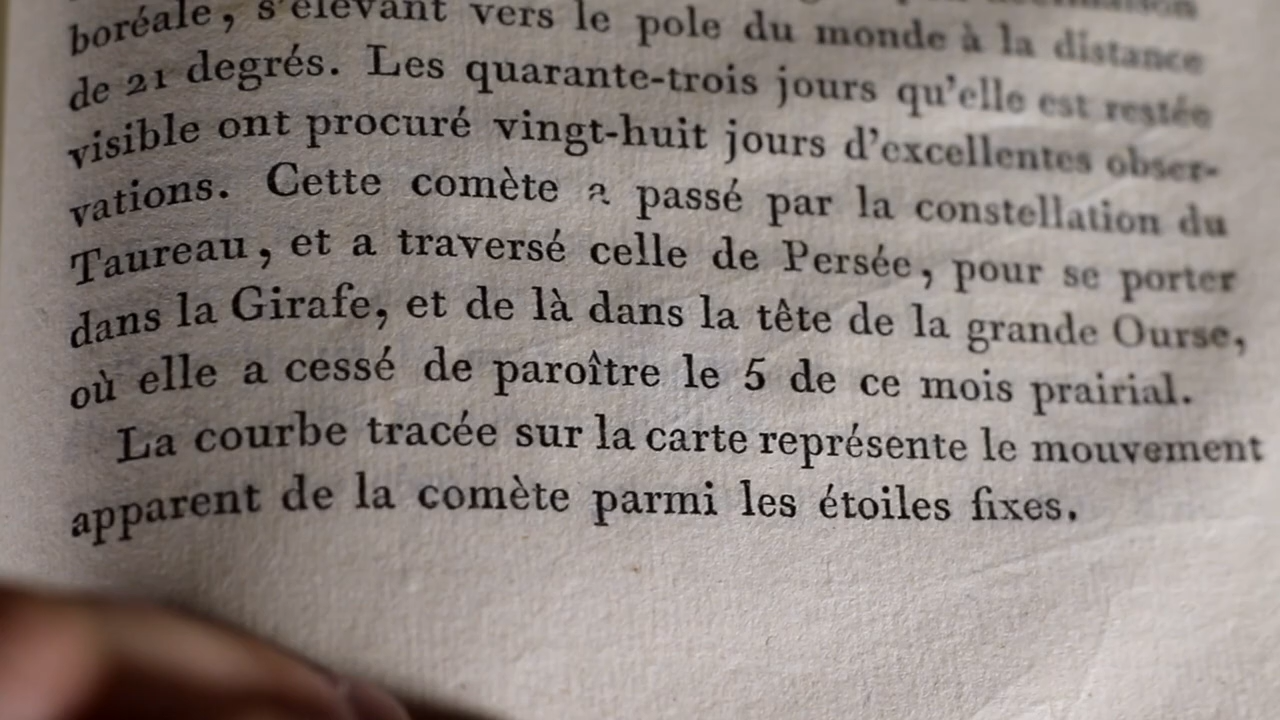 boréale, s'élevant vers le pole du monde à la distance
de 21 degrés. Les quarante-trois jours qu'elle est restée
visible ont procuré vingt-huit jours d'excellentes obser-
vations. Cette comète a passé par la constellation du
Taureau, et a traversé celle de Persée, pour se porter
dans la Girafe, et de là dans la tête de la grande Ourse,
où elle a cessé de paroître le 5 de ce mois prairial.
La courbe tracée sur la carte représente le mouvement
apparent de la comète parmi les étoiles fixes.